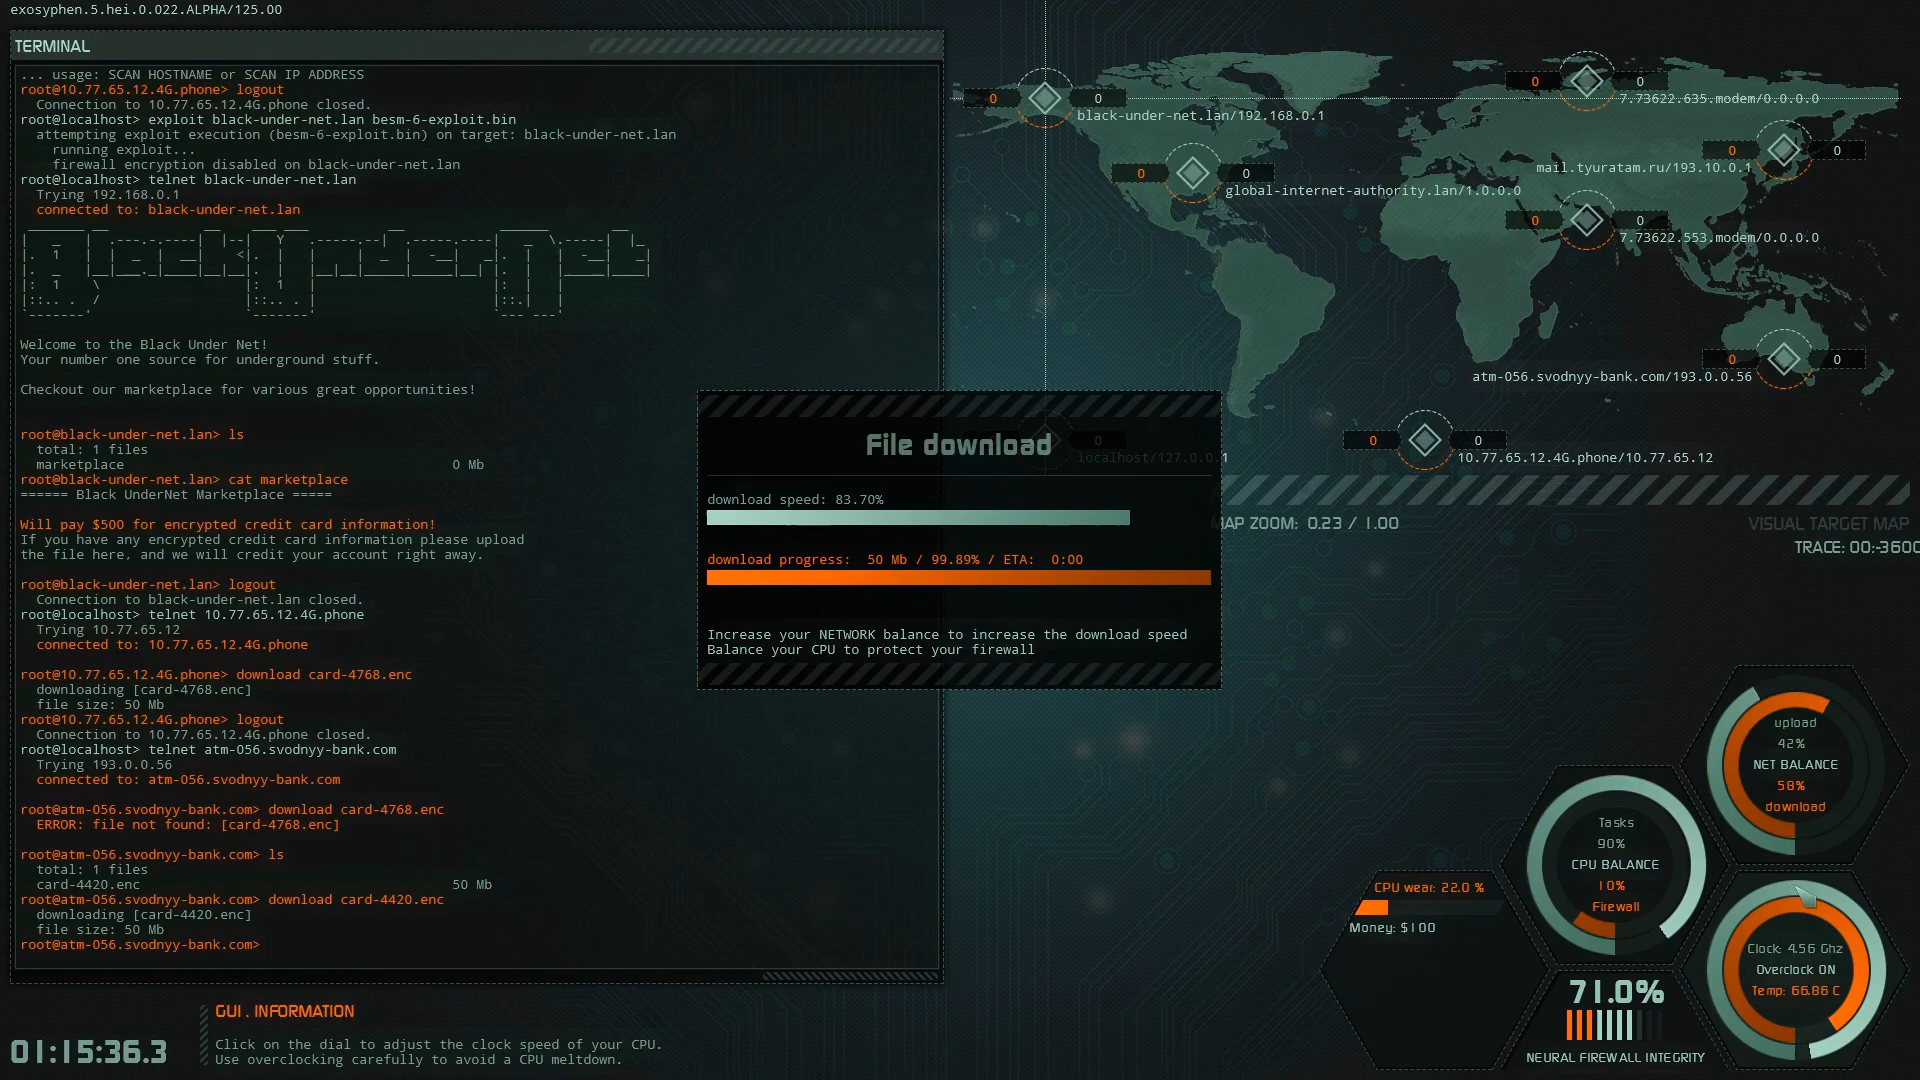 exosyphen.5.hei.0.022.ALPHA/125.00
TERMINAL
... usage: SCAN HOSTNAME or SCAN IP ADDRESS
root@10.77.65.12.4G.phone> logout
Connection to 10.77.65.12.4G.phone closed.
root@localhost> exploit black-under-net.lan besm-6-exploit.bin
attempting exploit execution (besm-6-exploit.bin) on target: black-under-net.lan
running exploit...
firewall encryption disabled on black-under-net.lan
root@localhost> telnet black-under-net.lan
Trying 192.168.0.1
connected to: black-under-net.lan
Welcome to the Black Under Net!
Your number one source for underground stuff.
Checkout our marketplace for various great opportunities!
root@black-under-net.lan> ls
total: 1 files
marketplace 0 Mb
root@black-under-net.lan> cat marketplace
====== Black UnderNet Marketplace =====
Will pay $500 for encrypted credit card information!
If you have any encrypted credit card information please upload
the file here, and we will credit your account right away.
root@black-under-net.lan> logout
Connection to black-under-net.lan closed.
root@localhost> telnet 10.77.65.12.4G.phone
Trying 10.77.65.12
connected to: 10.77.65.12.4G.phone
root@10.77.65.12.4G.phone> download card-4768.enc
downloading [card-4768.enc]
file size: 50 Mb
root@10.77.65.12.4G.phone> logout
Connection to 10.77.65.12.4G.phone closed.
root@localhost> telnet atm-056.svodnyy-bank.com
Trying 193.0.0.56
connected to: atm-056.svodnyy-bank.com
root@atm-056.svodnyy-bank.com> download card-4768.enc
ERROR: file not found: [card-4768.enc]
root@atm-056.svodnyy-bank.com> ls
total: 1 files
card-4420.enc 50 Mb
root@atm-056.svodnyy-bank.com> download card-4420.enc
downloading [card-4420.enc]
file size: 50 Mb
root@atm-056.svodnyy-bank.com>
0 0
black-under-net.lan/192.168.0.1
0 0
7.73622.635.modem/0.0.0.0
0 0
mail.tyuratam.ru/193.10.0.1
0 0
global-internet-authority.lan/1.0.0.0
0 0
7.73622.553.modem/0.0.0.0
0 0
atm-056.svodnyy-bank.com/193.0.0.56
0 0
10.77.65.12.4G.phone/10.77.65.12
0
localhost/127.0.0.1
File download
download speed: 83.70%
download progress: 50 Mb / 99.89% / ETA: 0:00
Increase your NETWORK balance to increase the download speed
Balance your CPU to protect your firewall
MAP ZOOM: 0.23 / 1.00
VISUAL TARGET MAP
TRACE: 00:-3600
upload
42%
NET BALANCE
58%
download
Tasks
90%
CPU BALANCE
10%
Firewall
CPU wear: 22.0 %
Money: $100
Clock: 4.56 Ghz
Overclock ON
Temp: 66.86 C
71.0%
NEURAL FIREWALL INTEGRITY
01:15:36.3
GUI . INFORMATION
Click on the dial to adjust the clock speed of your CPU.
Use overclocking carefully to avoid a CPU meltdown.